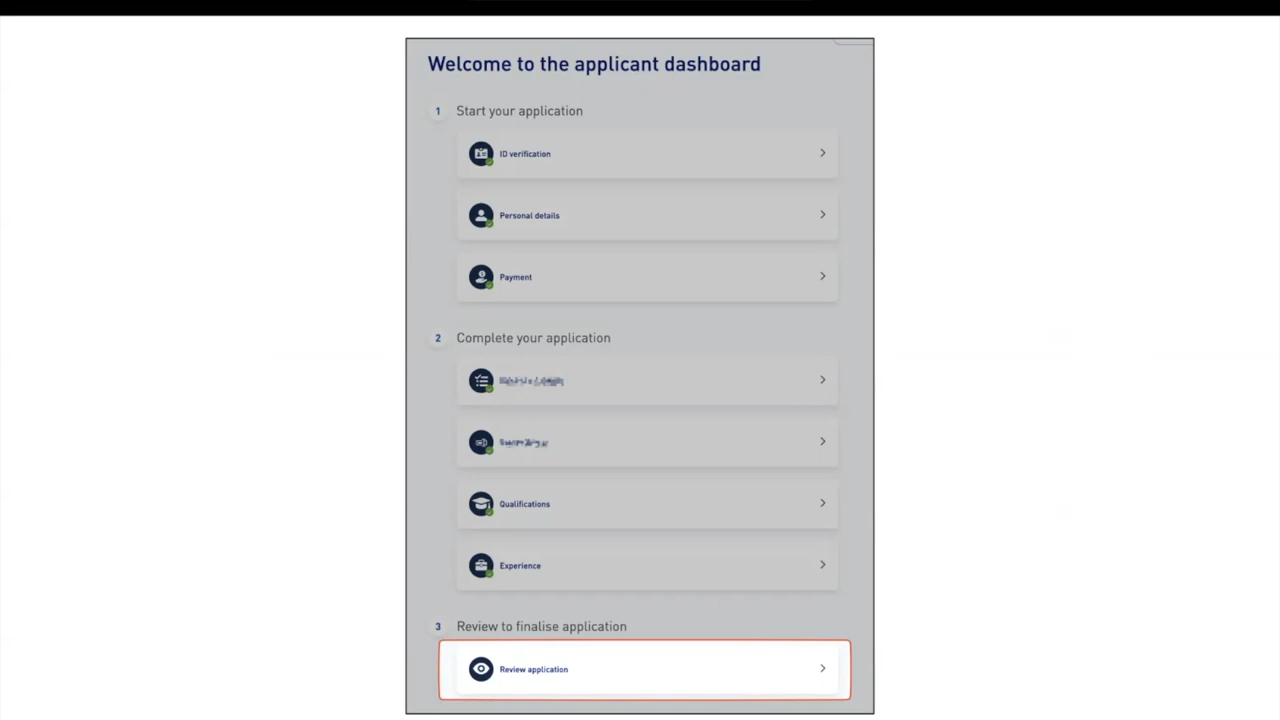 Welcome to the applicant dashboard
1 Start your application
ID verification
Personal details
Payment
2 Complete your application
Qualifications
Experience
3 Review to finalise application
Review application